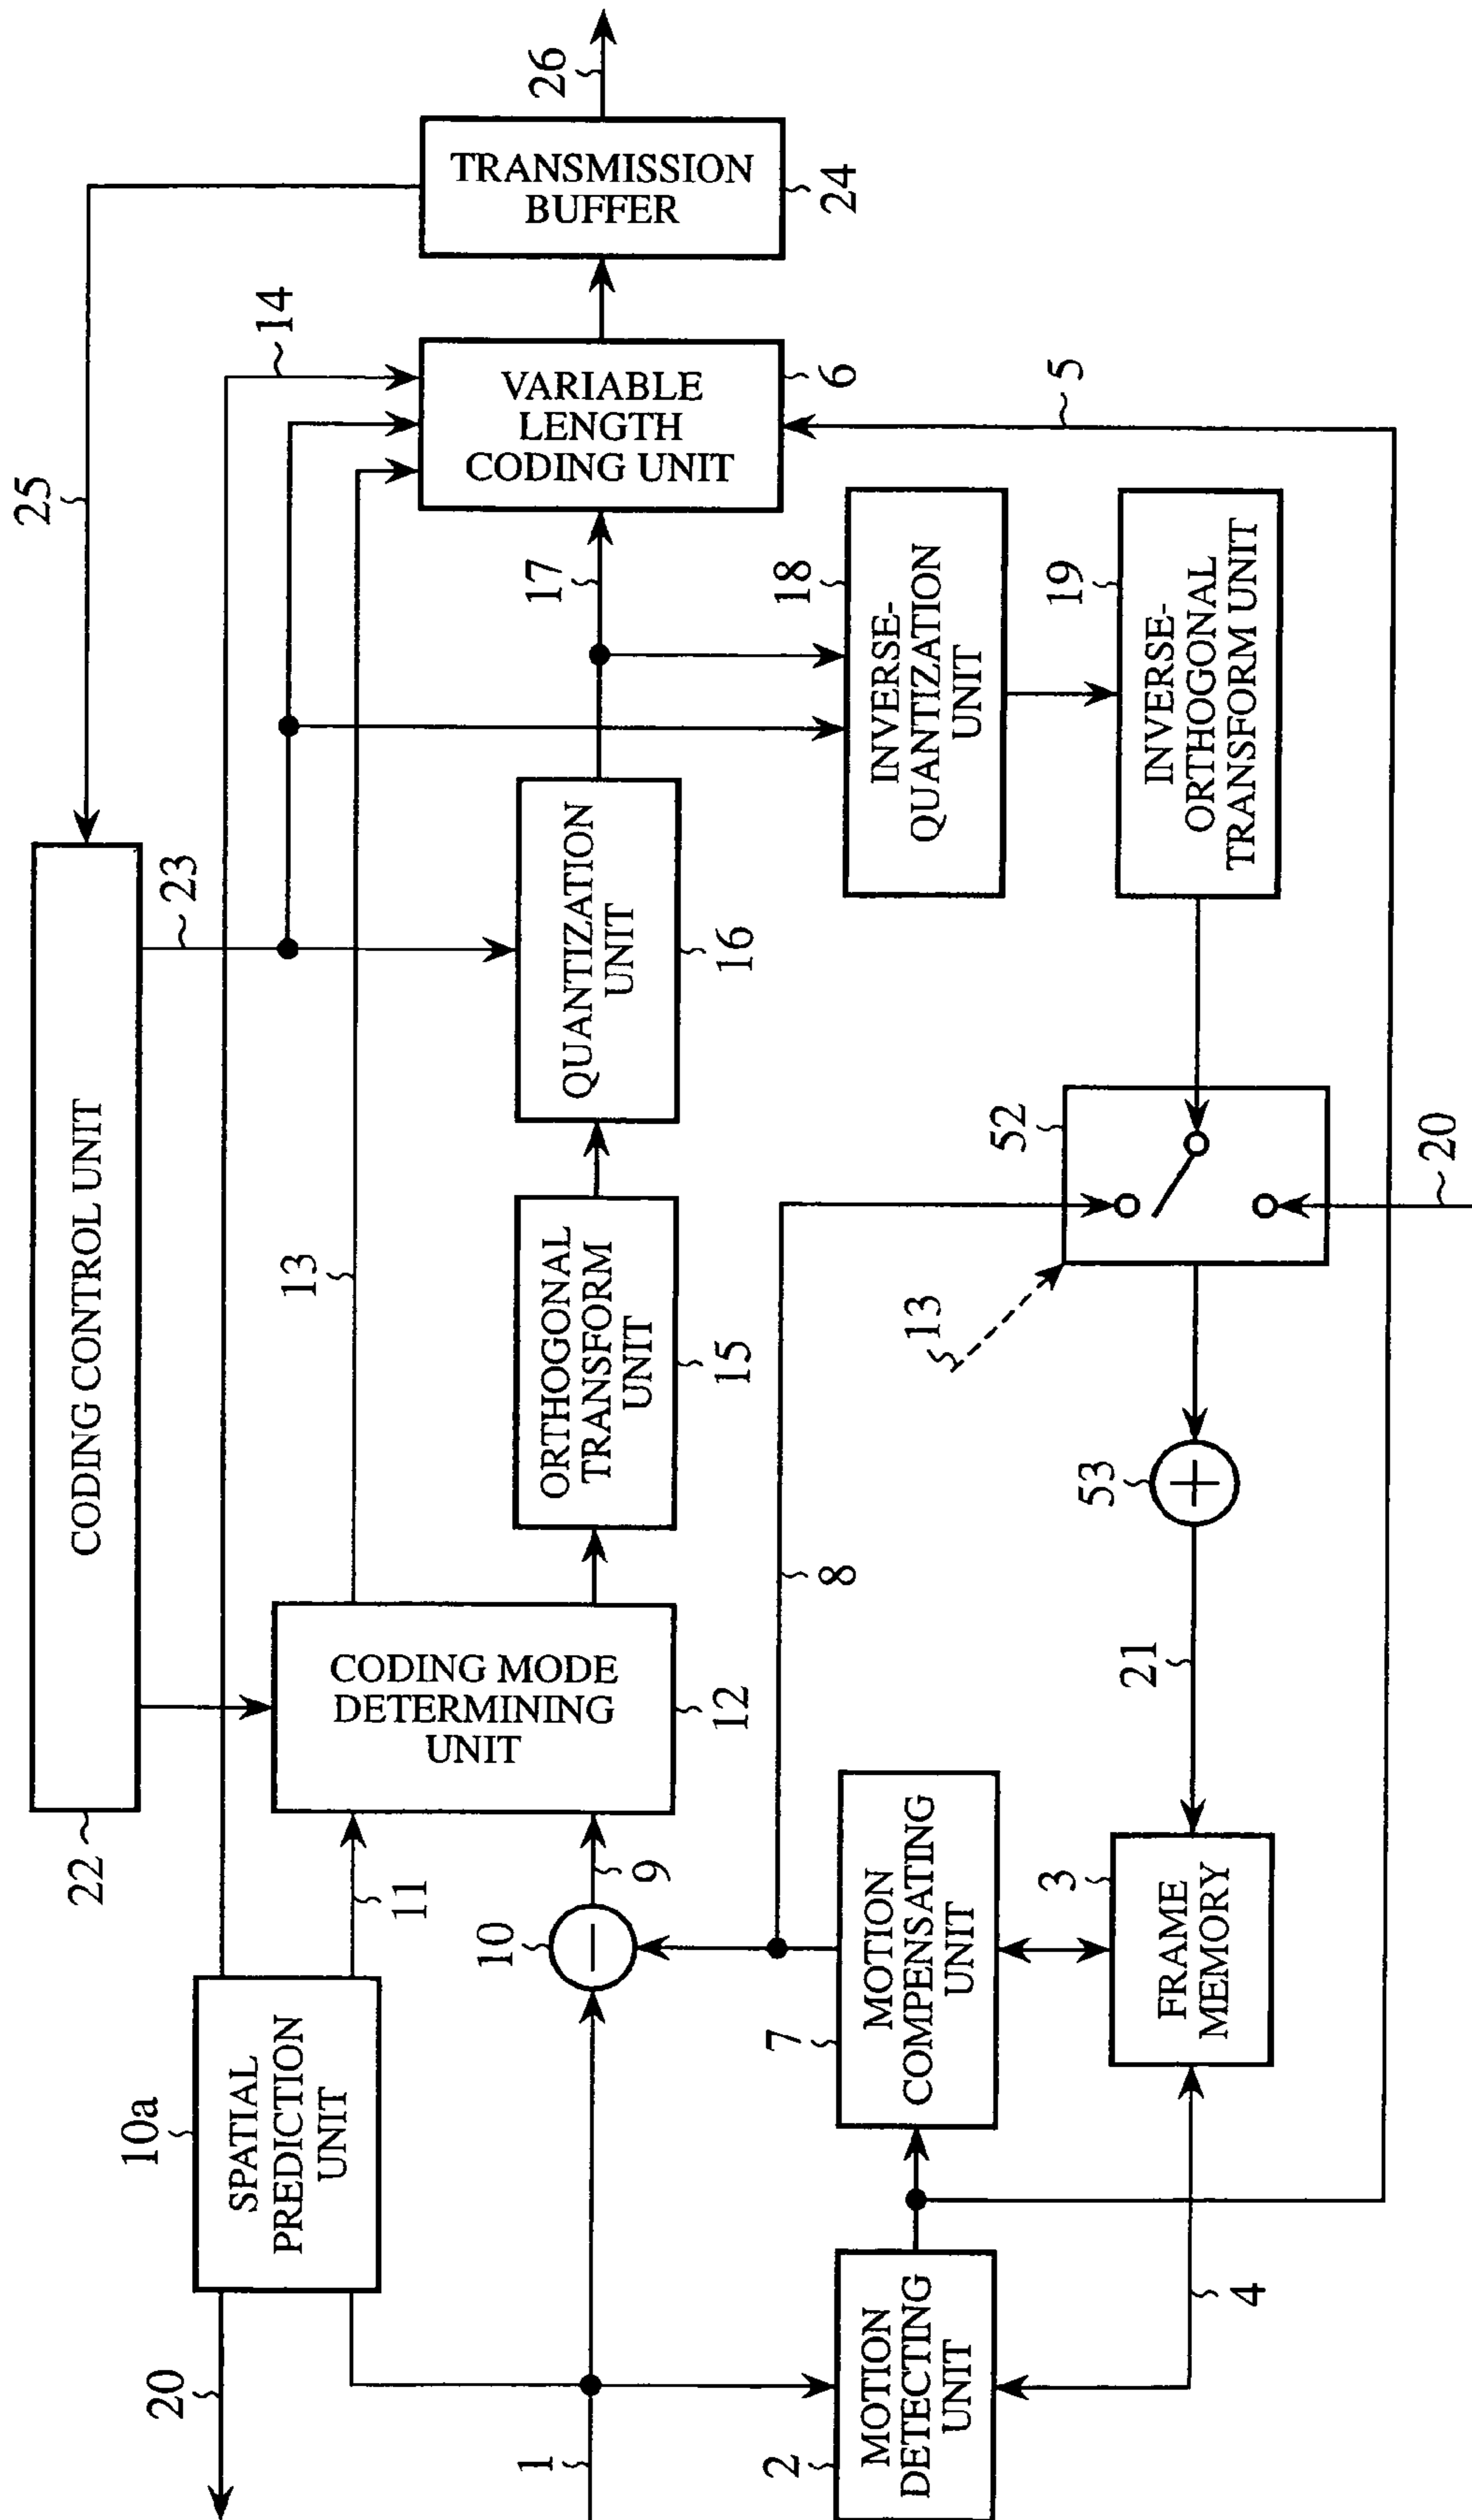 25
CODING CONTROL UNIT
22
23
14
20
10a
SPATIAL
PREDICTION
UNIT
11
CODING MODE
DETERMINING
UNIT
12
13
1
10
9
ORTHOGONAL
TRANSFORM
UNIT
15
QUANTIZATION
UNIT
16
17
VARIABLE
LENGTH
CODING UNIT
6
TRANSMISSION
BUFFER
24
26
2
MOTION
DETECTING
UNIT
7
MOTION
COMPENSATING
UNIT
8
18
INVERSE-
QUANTIZATION
UNIT
5
4
3
FRAME
MEMORY
21
53
13
52
19
INVERSE-
ORTHOGONAL
TRANSFORM UNIT
20